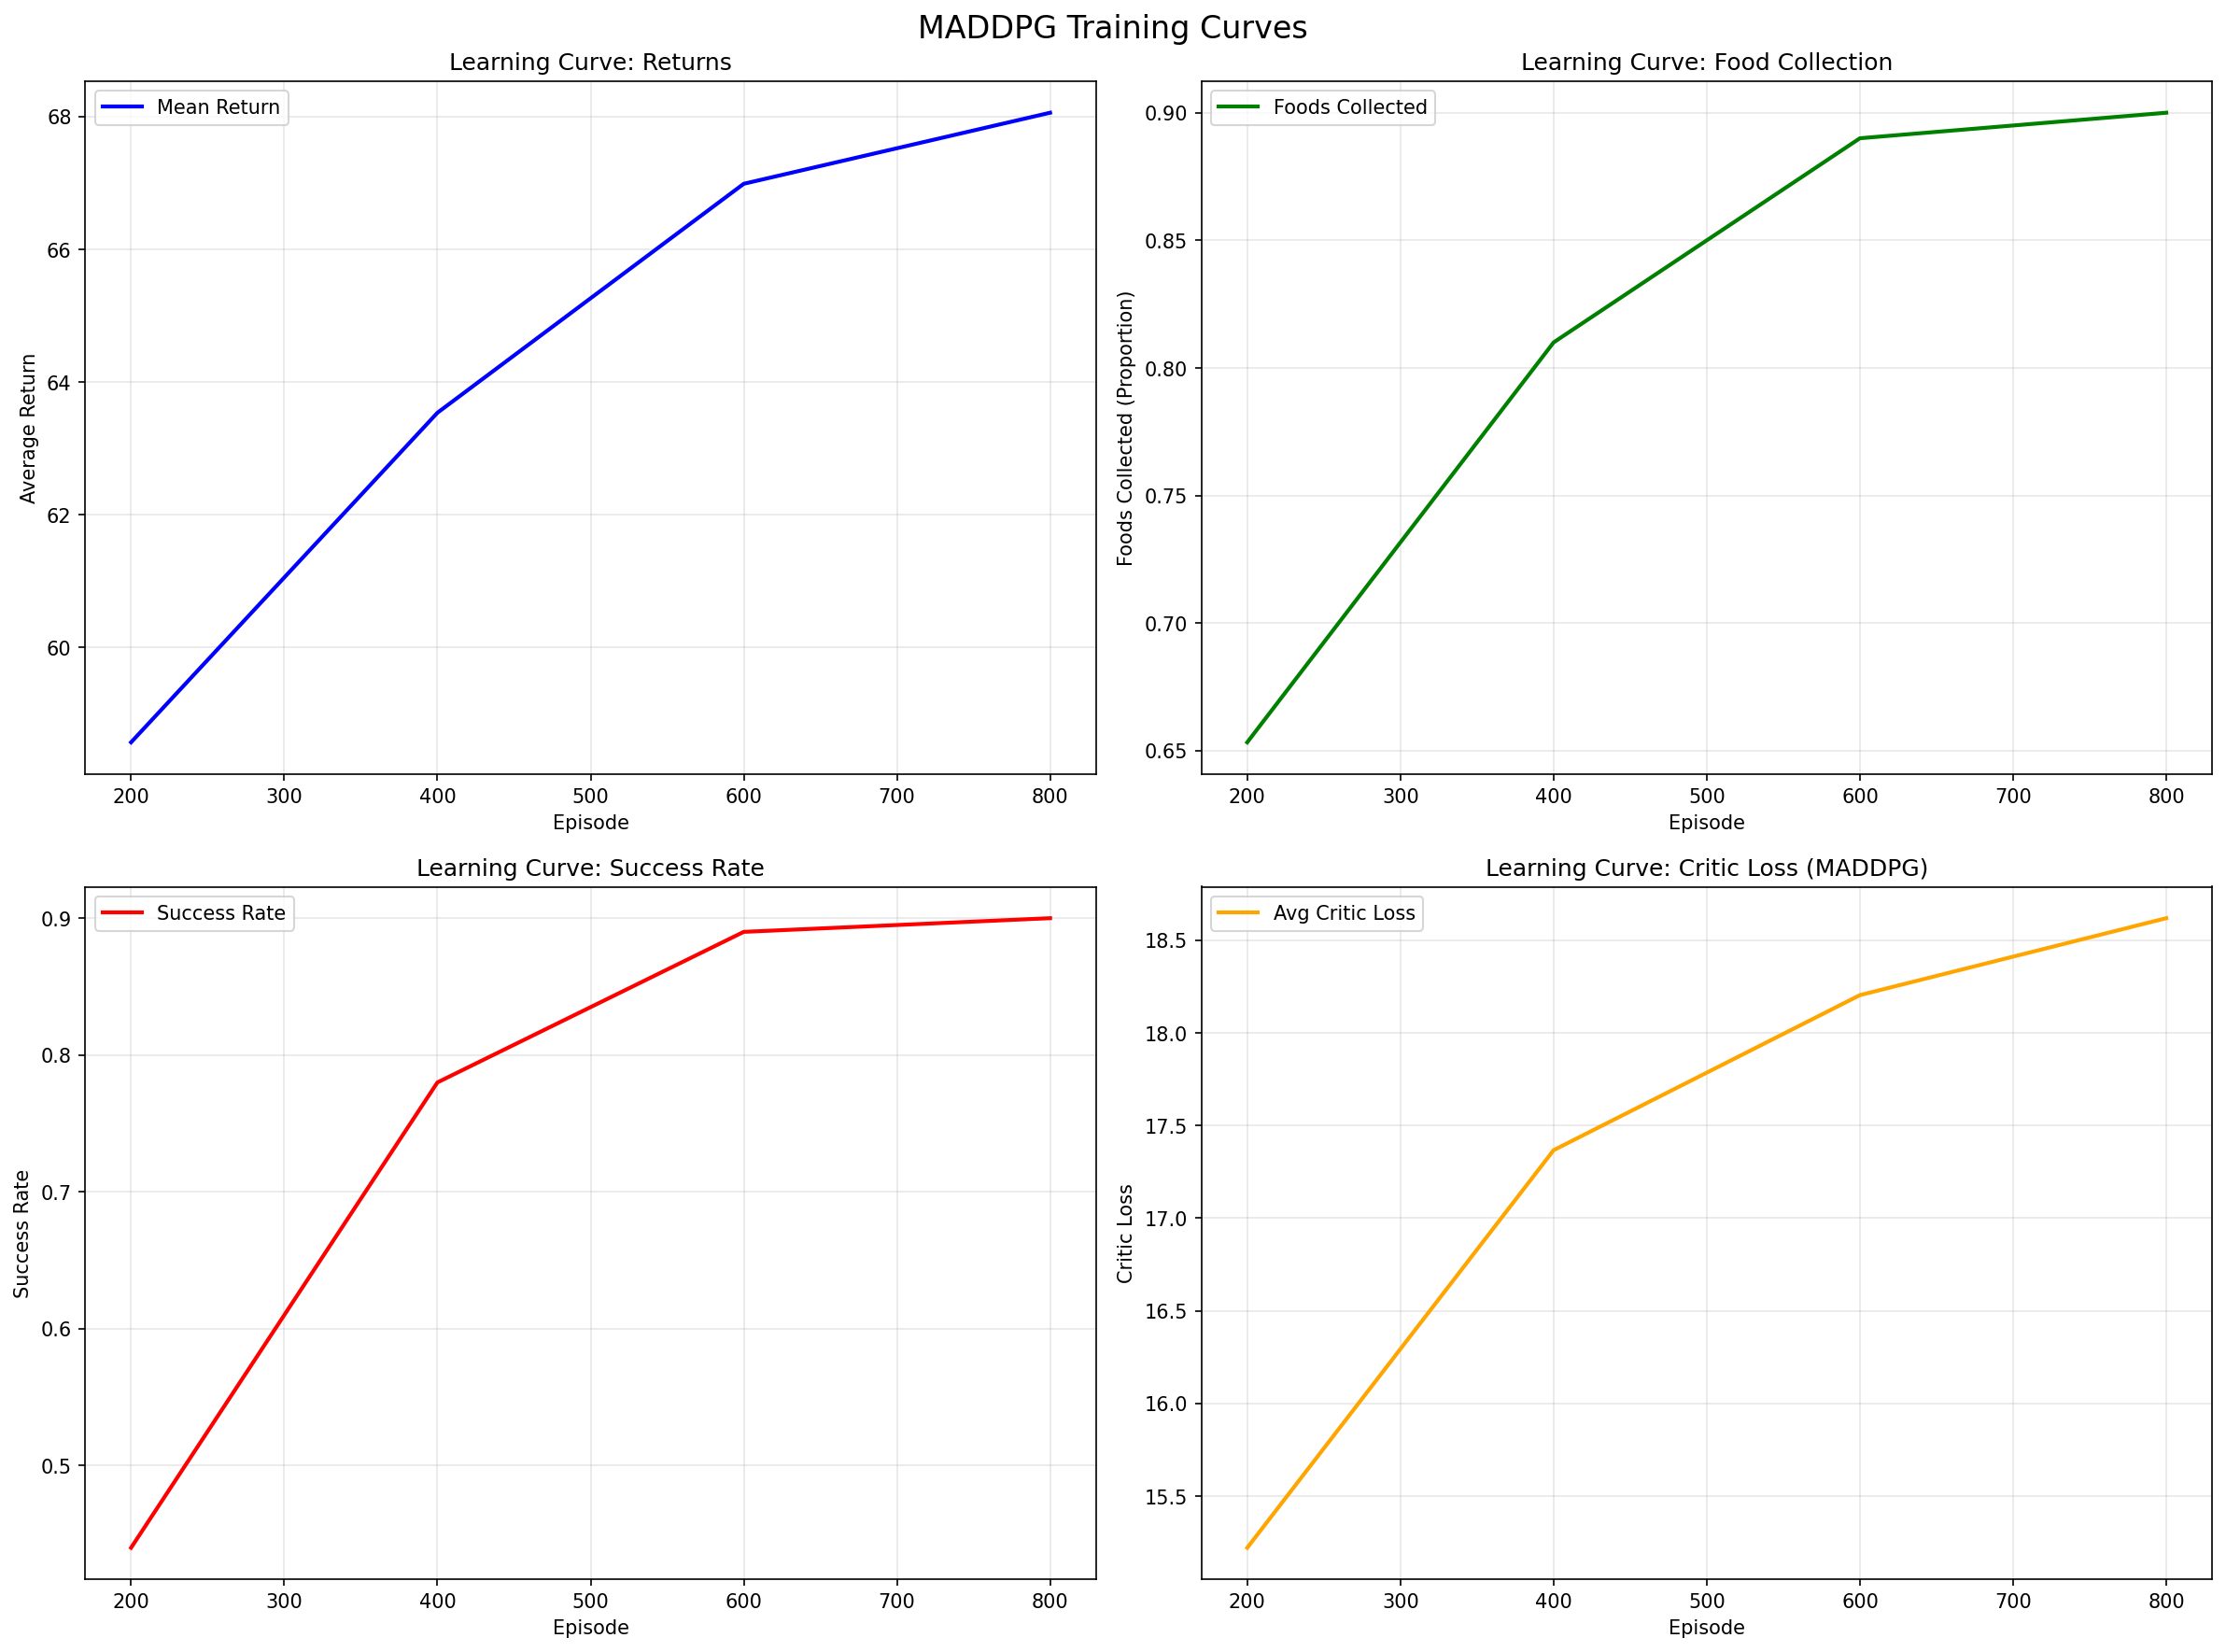 MADDPG Training Curves
Learning Curve: Returns
Mean Return
68
66
64
62
60
Average Return
200 300 400 500 600 700 800
Episode
Learning Curve: Food Collection
Foods Collected
0.90
0.85
0.80
0.75
0.70
0.65
Foods Collected (Proportion)
200 300 400 500 600 700 800
Episode
Learning Curve: Success Rate
Success Rate
0.9
0.8
0.7
0.6
0.5
Success Rate
200 300 400 500 600 700 800
Episode
Learning Curve: Critic Loss (MADDPG)
Avg Critic Loss
18.5
18.0
17.5
17.0
16.5
16.0
15.5
Critic Loss
200 300 400 500 600 700 800
Episode